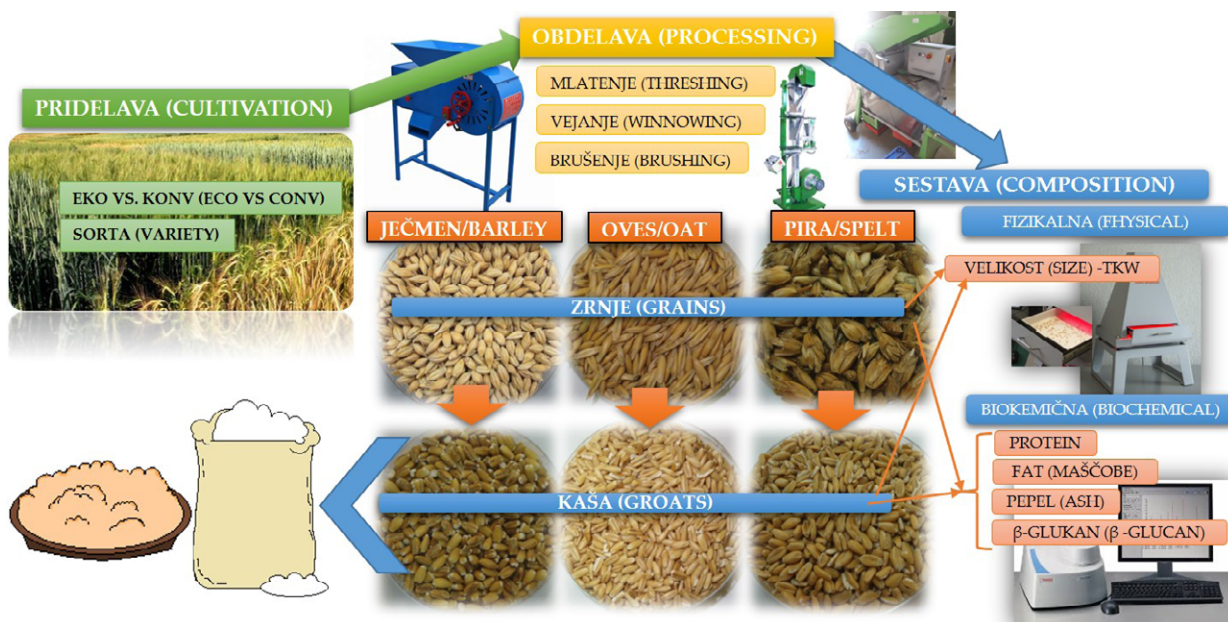 PRIDELAVA (CULTIVATION)
EKO VS. KONV (ECO VS CONV)
SORTA (VARIETY)
OBDELAVA (PROCESSING)
MLATENJE (THRESHING)
VEJANJE (WINNOWING)
BRUŠENJE (BRUSHING)
JEČMEN/BARLEY
OVES/OAT
PIRA/SPELT
ZRNJE (GRAINS)
KAŠA (GROATS)
SESTAVA (COMPOSITION)
FIZIKALNA (FHYSICAL)
VELIKOST (SIZE) -TKW
BIOKEMIČNA (BIOCHEMICAL)
PROTEIN
FAT (MAŠČOBE)
PEPEL (ASH)
β-GLUKAN (β -GLUCAN)